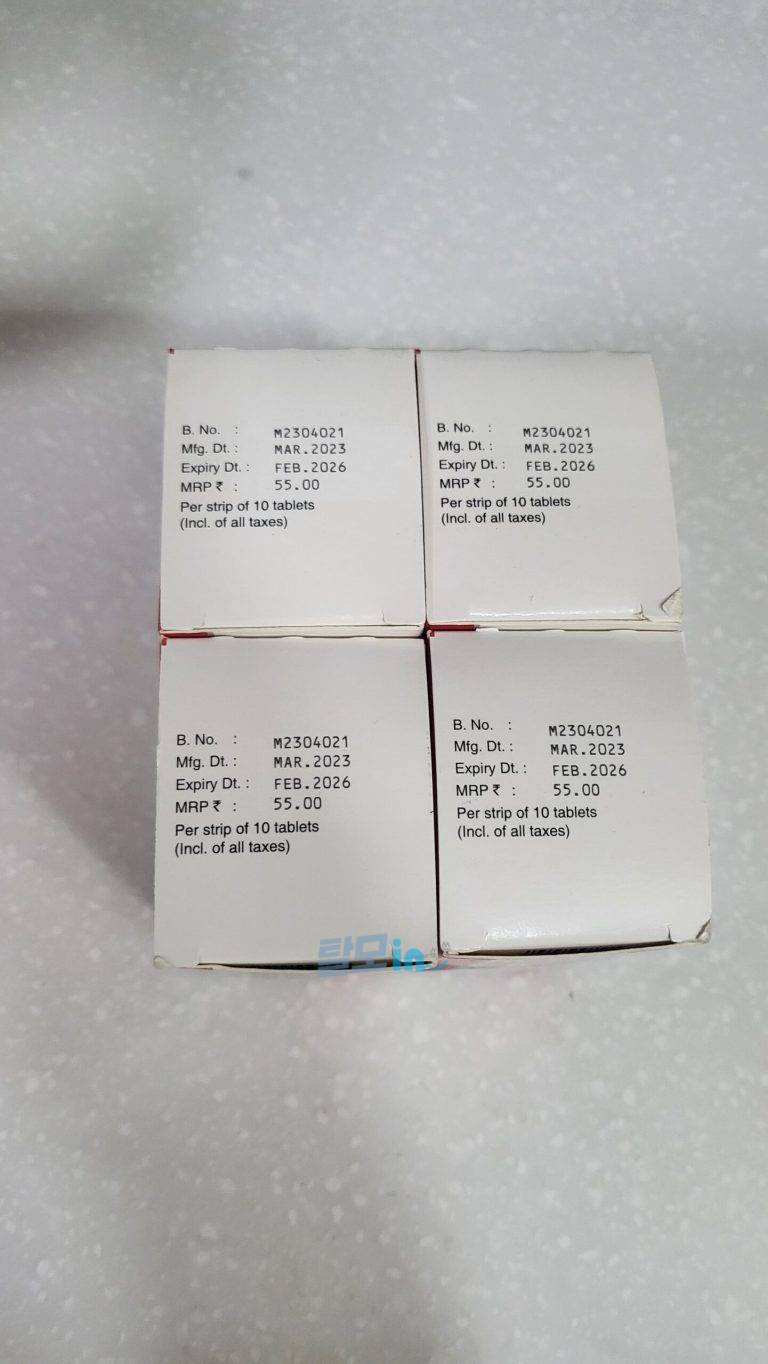 B. No. : M2304021
Mfg. Dt. : MAR.2023
Expiry Dt. : FEB.2026
MRP ₹ : 55.00
Per strip of 10 tablets
(Incl. of all taxes)
B. No. : M2304021
Mfg. Dt. : MAR.2023
Expiry Dt. : FEB.2026
MRP ₹ : 55.00
Per strip of 10 tablets
(Incl. of all taxes)
B. No. : M2304021
Mfg. Dt. : MAR.2023
Expiry Dt. : FEB.2026
MRP ₹ : 55.00
Per strip of 10 tablets
(Incl. of all taxes)
B. No. : M2304021
Mfg. Dt. : MAR.2023
Expiry Dt. : FEB.2026
MRP ₹ : 55.00
Per strip of 10 tablets
(Incl. of all taxes)
탈모in